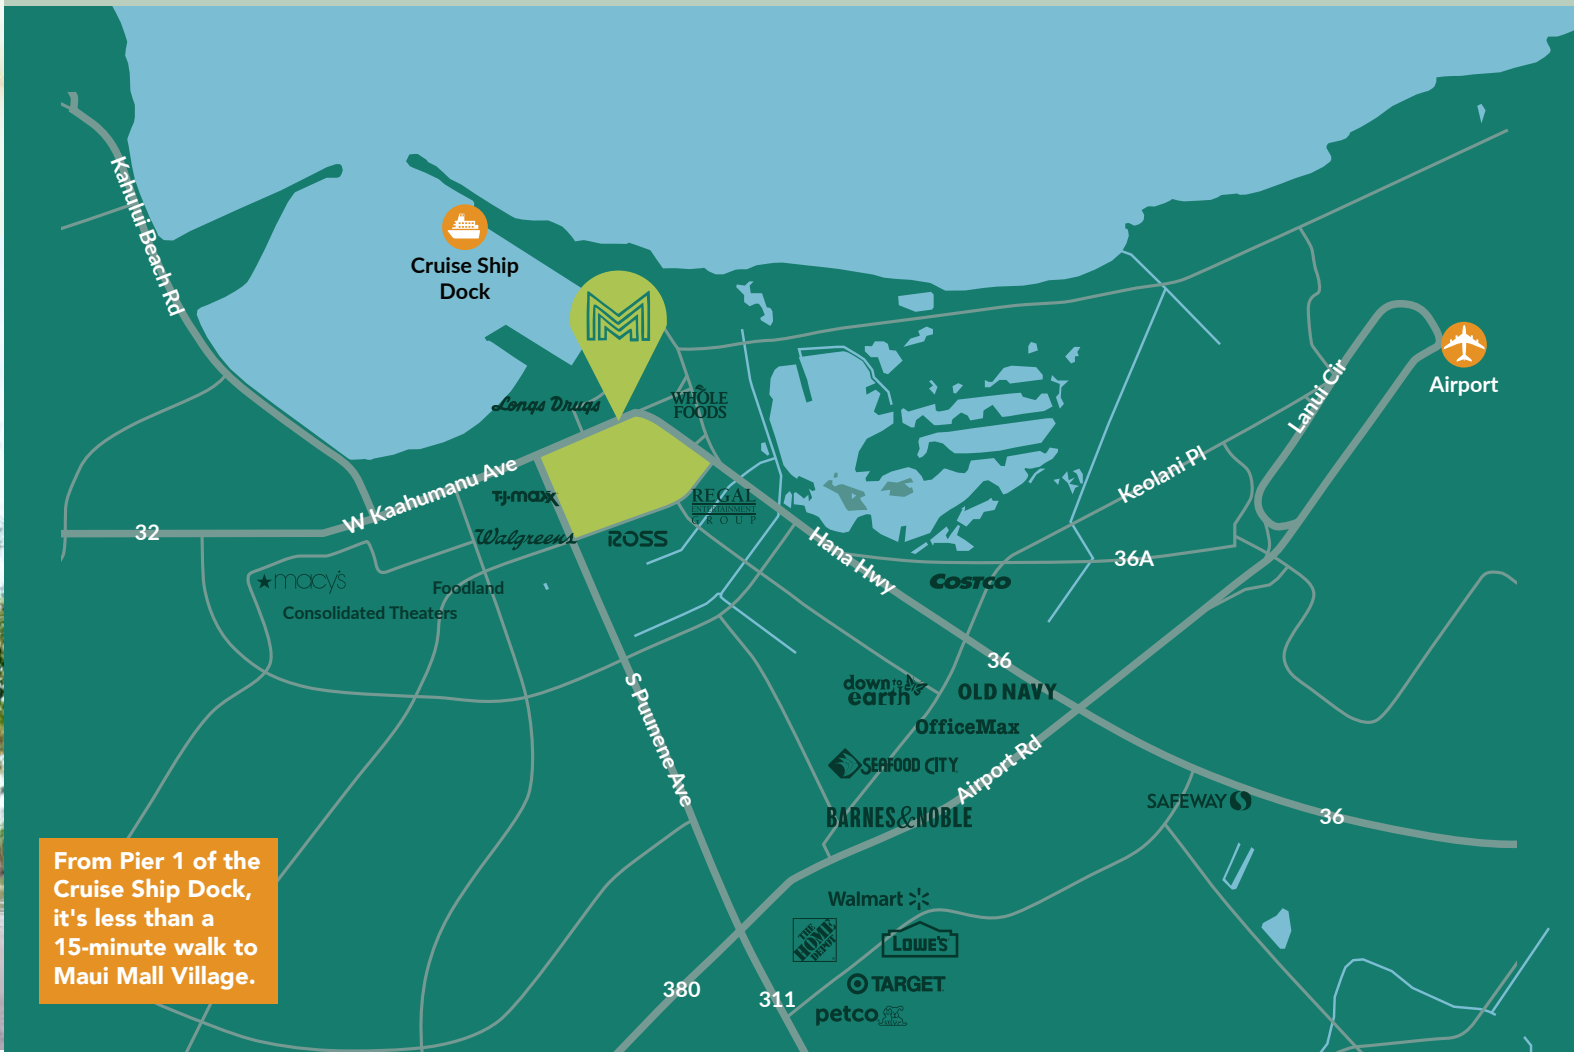 Kahului Beach Rd
Cruise Ship
Dock
M
Airport
Lanui Cir
Longs Drugs
WHOLE
FOODS
W Kaahumanu Ave
T·J·maxx
REGAL
ENTERTAINMENT
GROUP
Keolani Pl
32
Walgreens
ROSS
Hana Hwy
36A
★macy's
Foodland
COSTCO
Consolidated Theaters
36
down to
earth
OLD NAVY
S Puunene Ave
OfficeMax
SEAFOOD CITY
Airport Rd
BARNES&NOBLE
SAFEWAY
36
From Pier 1 of the
Cruise Ship Dock,
it's less than a
15-minute walk to
Maui Mall Village.
Walmart
THE
HOME
DEPOT
LOWE'S
TARGET
380
311
petco